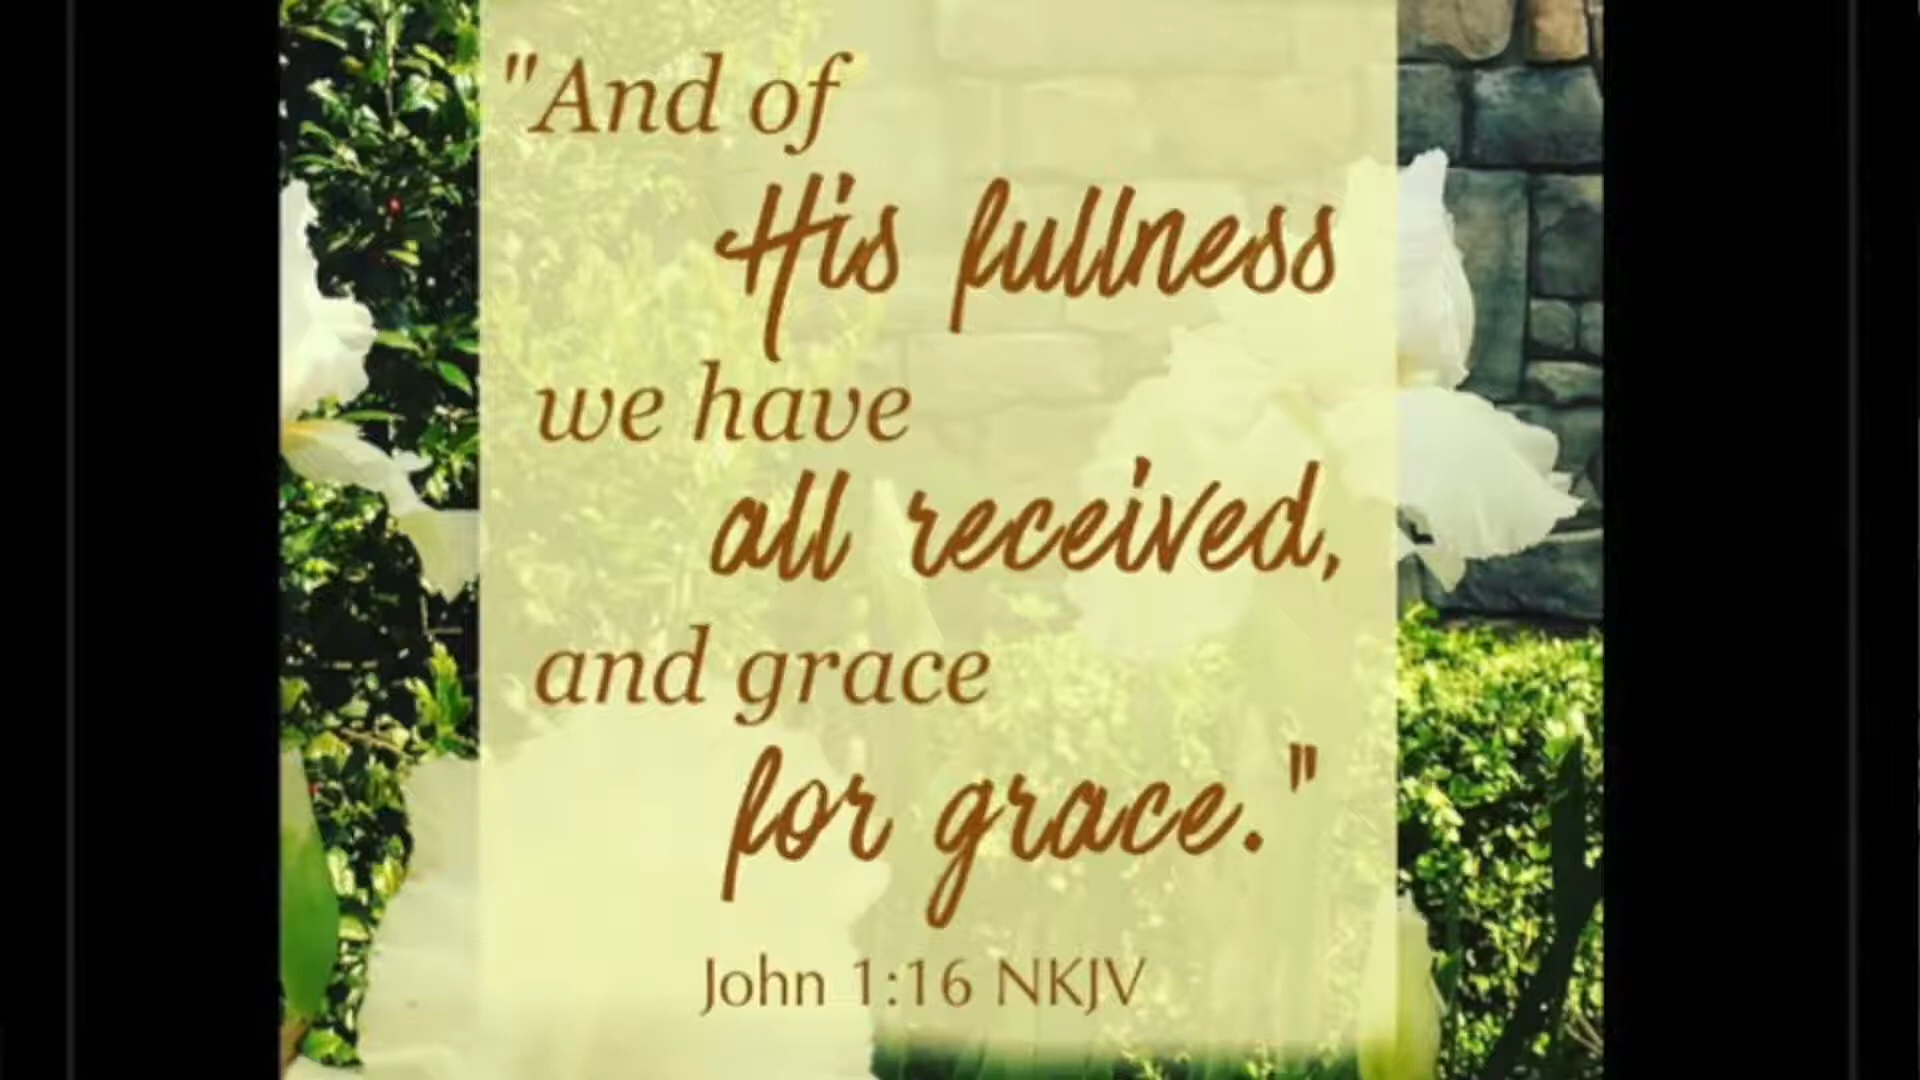 "And of
His fullness
we have
all received,
and grace
for grace."
John 1:16 NKJV